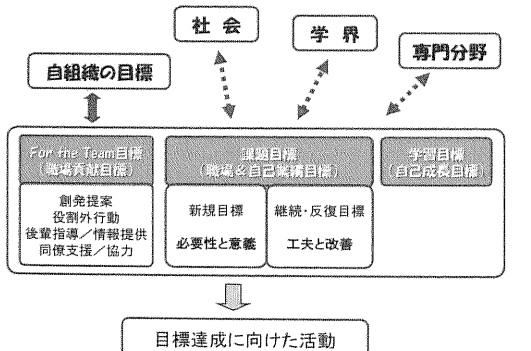 社会
学界
専門分野
自組織の目標
For the Team目標
(職場貢献目標)
課題目標
(職場&自己業績目標)
学習目標
(自己成長目標)
創発提案
役割外行動
後輩指導／情報提供
同僚支援／協力
新規目標
必要性と意義
継続・反復目標
工夫と改善
目標達成に向けた活動